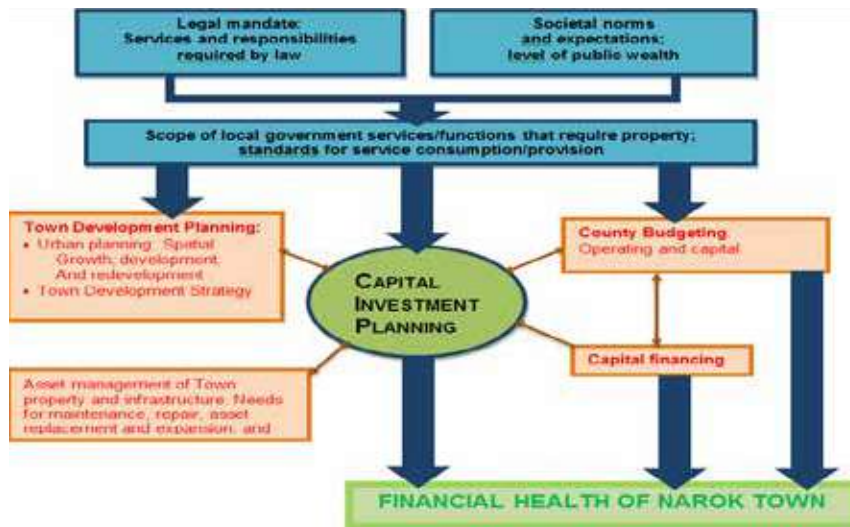 Legal mandate:
Services and responsibilities
required by law
Societal norms
and expectations;
level of public wealth
Scope of local government services/functions that require property;
standards for service consumption/provision
Town Development Planning:
• Urban planning: Spatial
Growth, development,
And redevelopment
• Town Development Strategy
County Budgeting:
Operating and capital
CAPITAL
INVESTMENT
PLANNING
Capital financing
Asset management of Town
property and infrastructure. Needs
for maintenance, repair, asset
replacement and expansion, and
FINANCIAL HEALTH OF NAROK TOWN